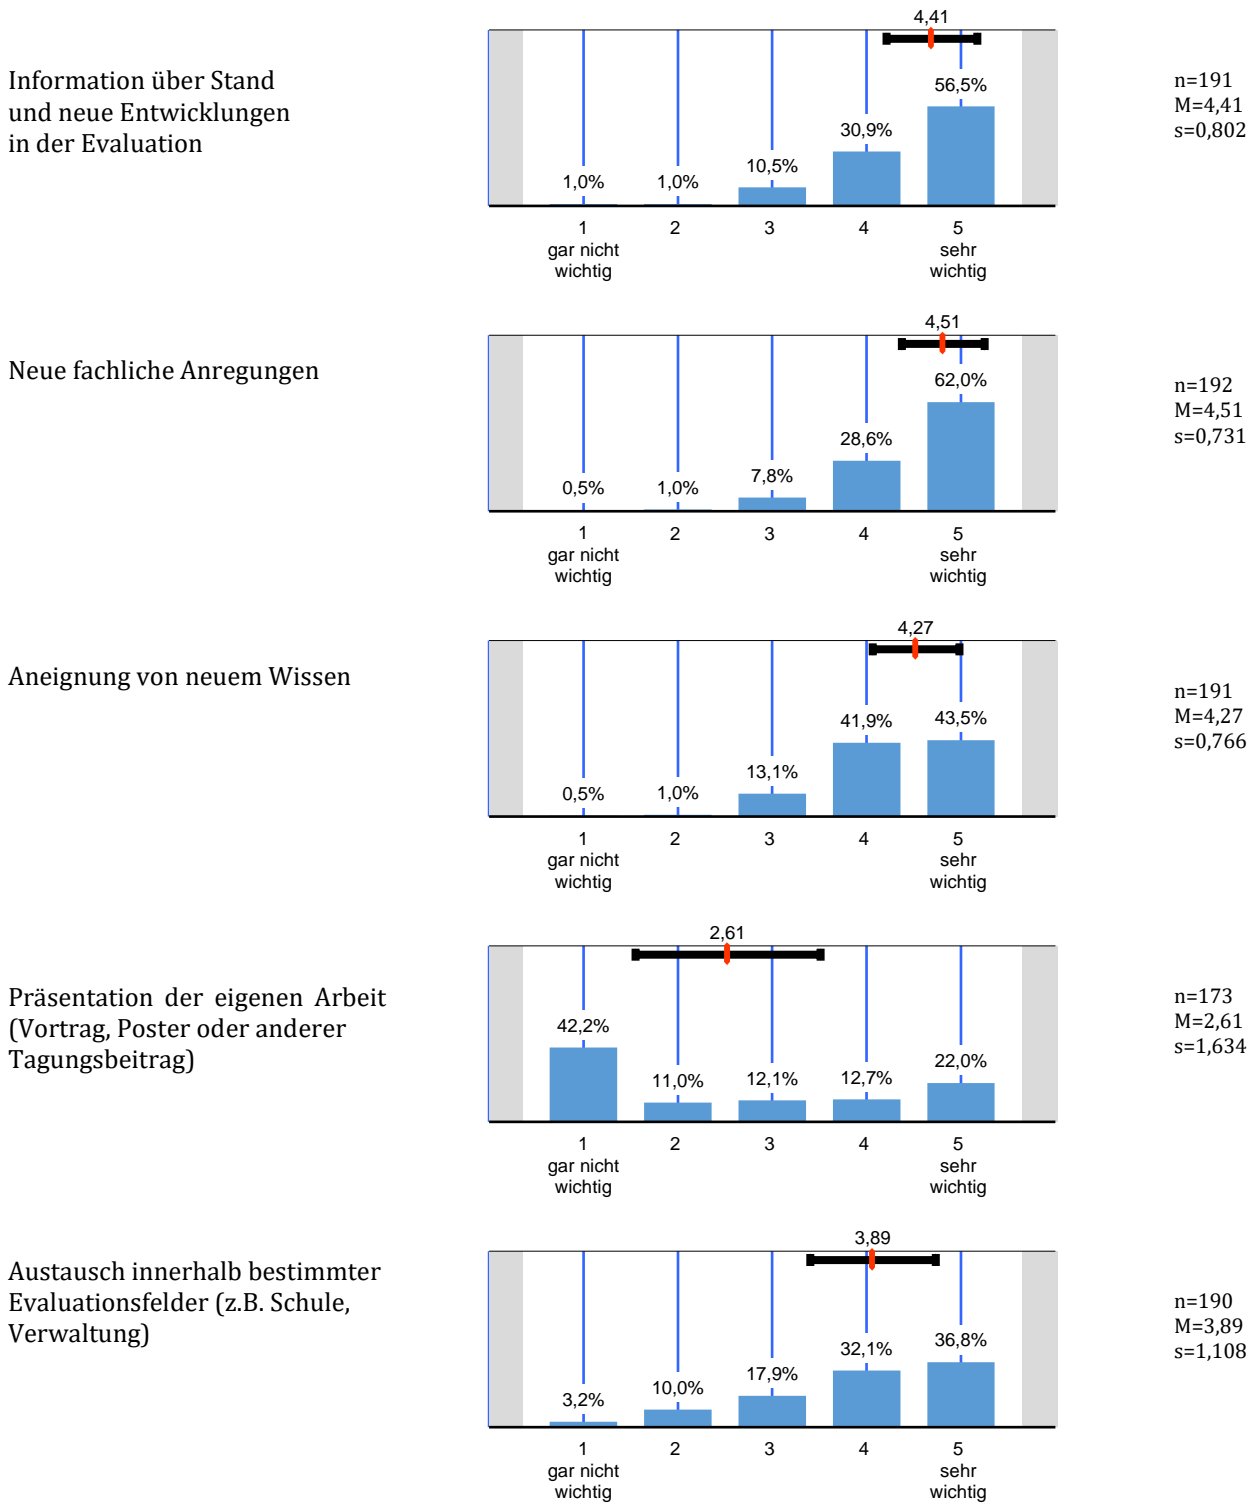 4,41
Information über Stand
und neue Entwicklungen
in der Evaluation
1,0%
1,0%
10,5%
30,9%
56,5%
n=191
M=4,41
s=0,802
1 2 3 4 5
gar nicht sehr
wichtig wichtig
4,51
Neue fachliche Anregungen
0,5%
1,0%
7,8%
28,6%
62,0%
n=192
M=4,51
s=0,731
1 2 3 4 5
gar nicht sehr
wichtig wichtig
4,27
Aneignung von neuem Wissen
0,5%
1,0%
13,1%
41,9%
43,5%
n=191
M=4,27
s=0,766
1 2 3 4 5
gar nicht sehr
wichtig wichtig
2,61
Präsentation der eigenen Arbeit
(Vortrag, Poster oder anderer
Tagungsbeitrag)
42,2%
11,0%
12,1%
12,7%
22,0%
n=173
M=2,61
s=1,634
1 2 3 4 5
gar nicht sehr
wichtig wichtig
3,89
Austausch innerhalb bestimmter
Evaluationsfelder (z.B. Schule,
Verwaltung)
3,2%
10,0%
17,9%
32,1%
36,8%
n=190
M=3,89
s=1,108
1 2 3 4 5
gar nicht sehr
wichtig wichtig